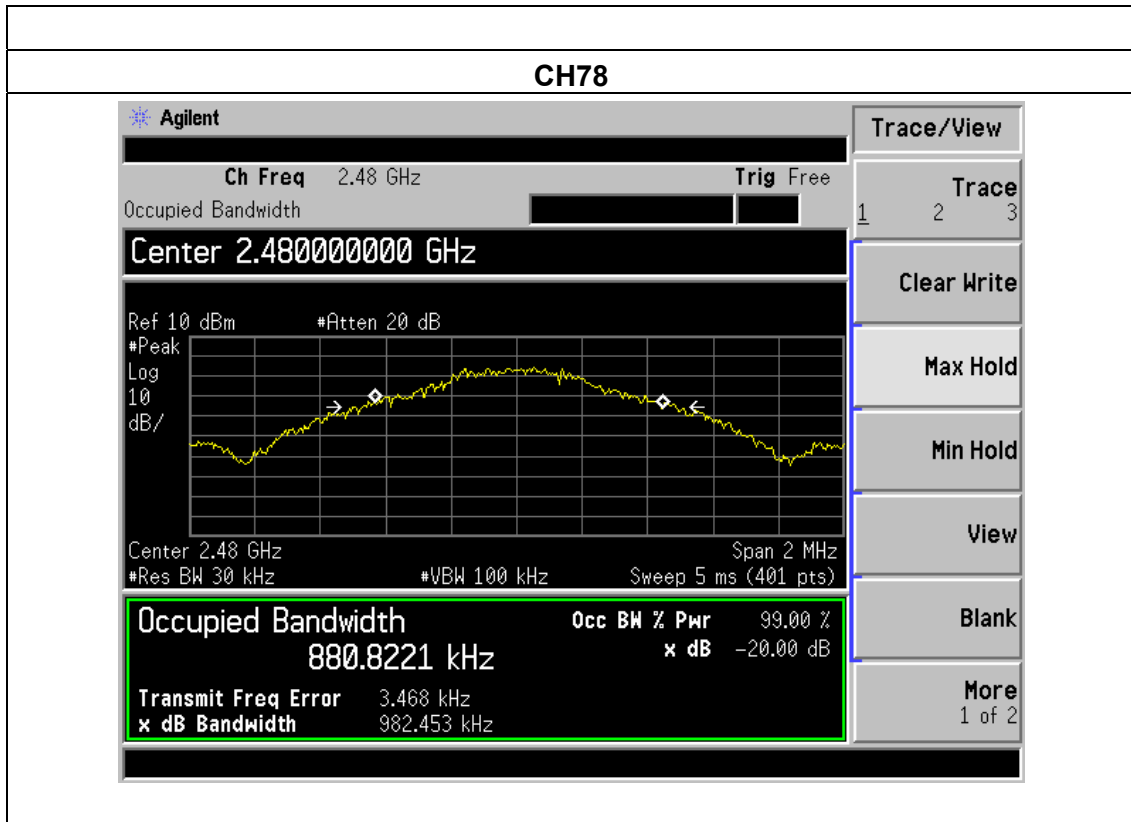 CH78
Agilent
Trace/View
Ch Freq 2.48 GHz Trig Free
Occupied Bandwidth
Trace
1 2 3
Center 2.480000000 GHz
Clear Write
Ref 10 dBm #Atten 20 dB
#Peak
Log
10
dB/
Max Hold
Min Hold
View
Center 2.48 GHz Span 2 MHz
#Res BW 30 kHz #VBW 100 kHz Sweep 5 ms (401 pts)
Occupied Bandwidth Occ BW % Pwr 99.00 %
880.8221 kHz x dB -20.00 dB
Blank
Transmit Freq Error 3.468 kHz
x dB Bandwidth 982.453 kHz
More
1 of 2